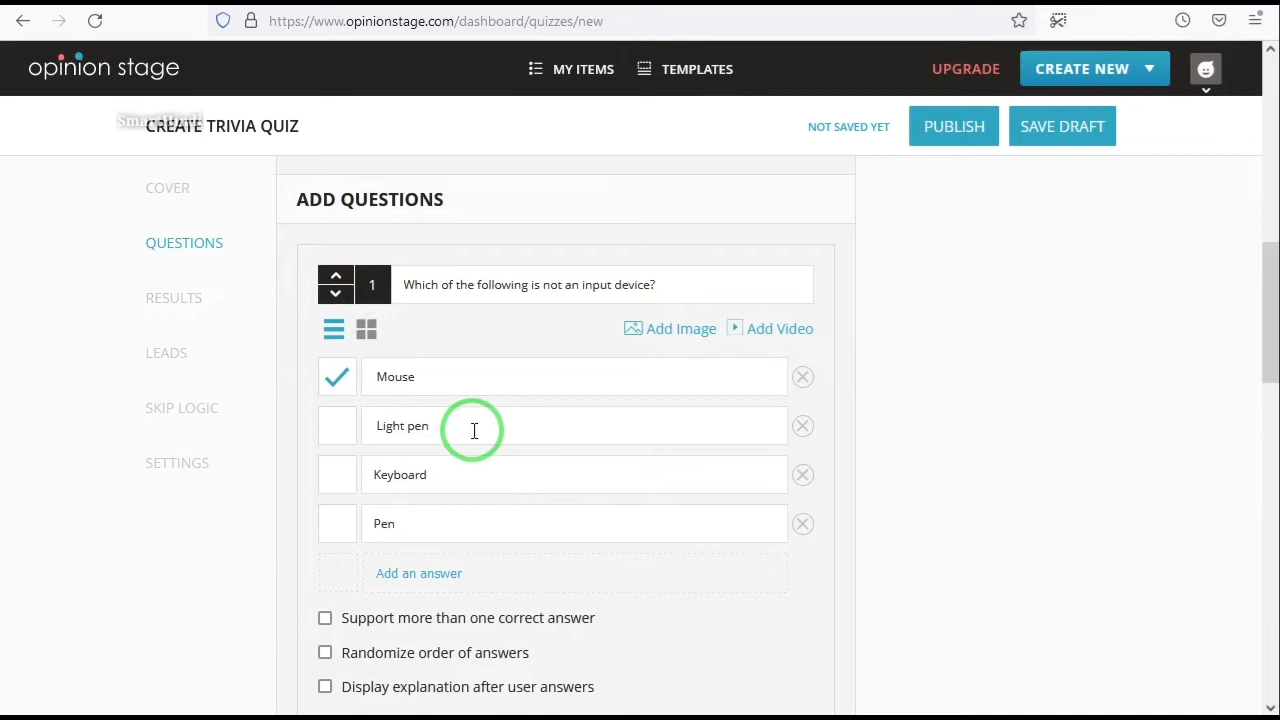 https://www.opinionstage.com/dashboard/quizzes/new
opinion stage
MY ITEMS
TEMPLATES
UPGRADE
CREATE NEW
CREATE TRIVIA QUIZ
NOT SAVED YET
PUBLISH
SAVE DRAFT
COVER
QUESTIONS
RESULTS
LEADS
SKIP LOGIC
SETTINGS
ADD QUESTIONS
1 Which of the following is not an input device?
Add Image
Add Video
Mouse
Light pen
Keyboard
Pen
Add an answer
Support more than one correct answer
Randomize order of answers
Display explanation after user answers